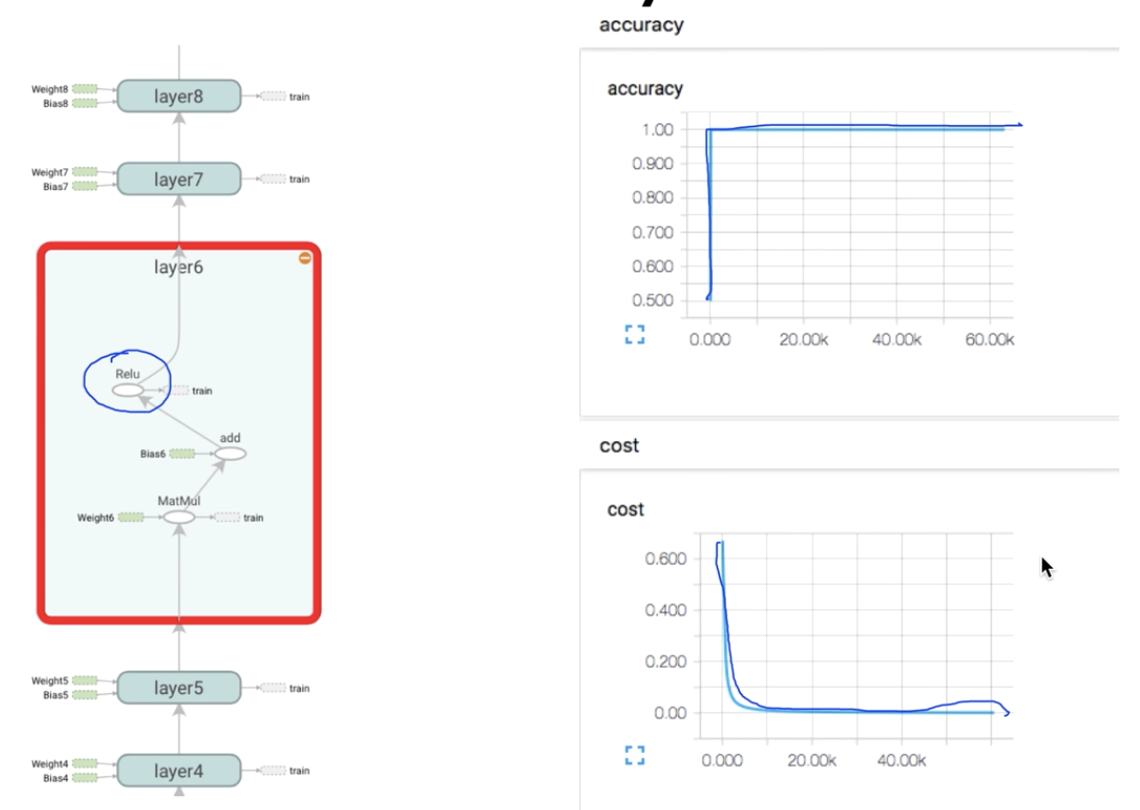 Weight8
Bias8
layer8
train
Weight7
Bias7
layer7
train
layer6
Relu
train
add
Bias6
MatMul
Weight6
train
Weight5
Bias5
layer5
train
Weight4
Bias4
layer4
train
accuracy
accuracy
1.00
0.900
0.800
0.700
0.600
0.500
0.000 20.00k 40.00k 60.00k
cost
cost
0.600
0.400
0.200
0.00
0.000 20.00k 40.00k